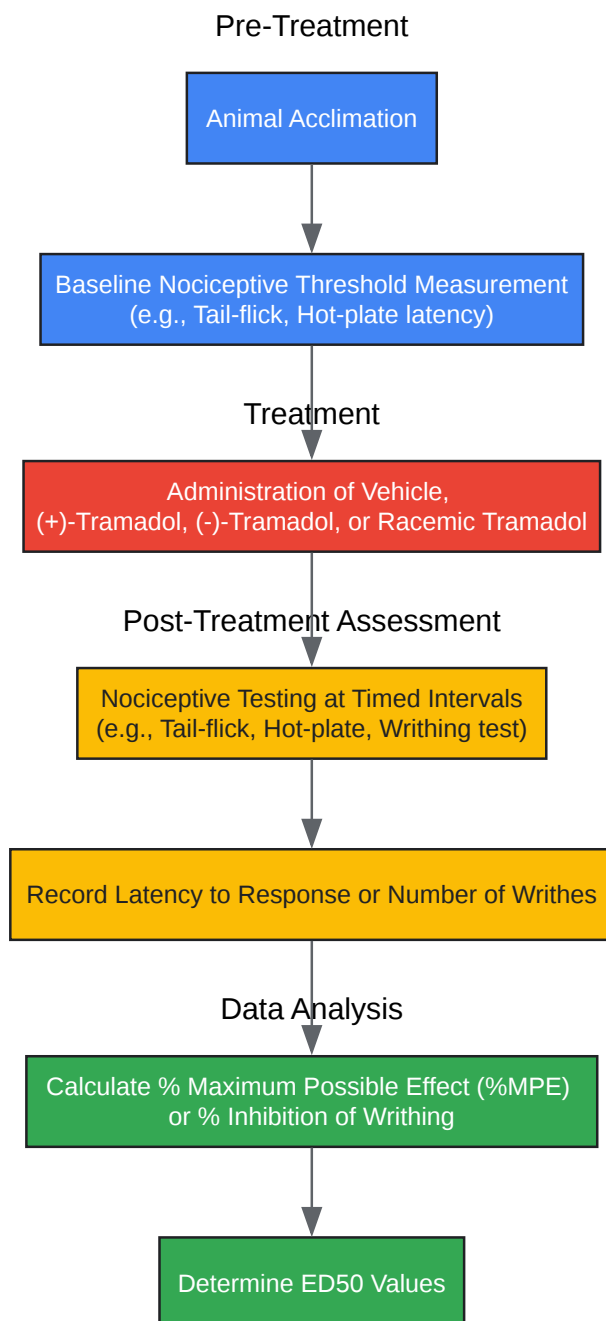 Pre-Treatment
Animal Acclimation
Baseline Nociceptive Threshold Measurement
(e.g., Tail-flick, Hot-plate latency)
Treatment
Administration of Vehicle,
(+)-Tramadol, (-)-Tramadol, or Racemic Tramadol
Post-Treatment Assessment
Nociceptive Testing at Timed Intervals
(e.g., Tail-flick, Hot-plate, Writhing test)
Record Latency to Response or Number of Writhes
Data Analysis
Calculate % Maximum Possible Effect (%MPE)
or % Inhibition of Writhing
Determine ED50 Values